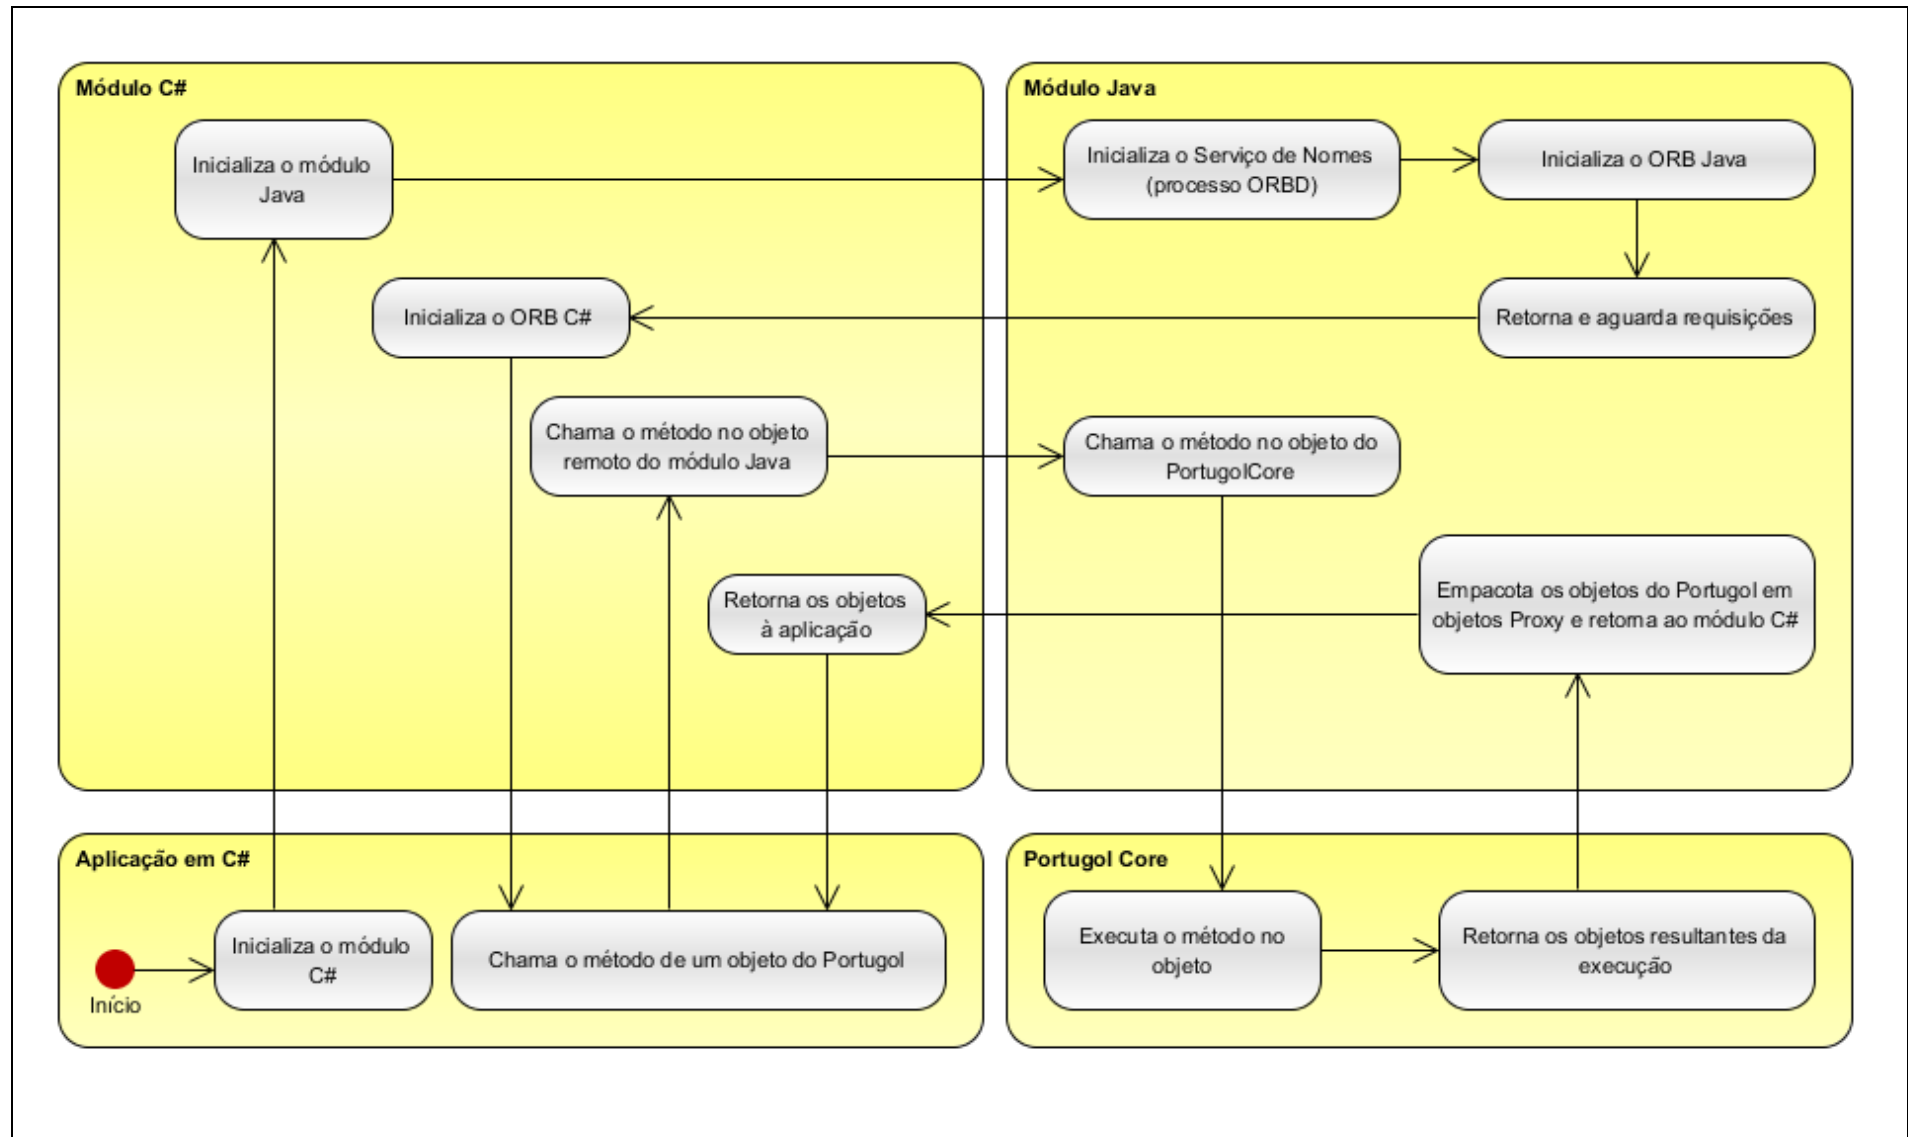 Módulo C#
Inicializa o módulo
Java
Inicializa o ORB C#
Chama o método no objeto
remoto do módulo Java
Retorna os objetos
à aplicação
Módulo Java
Inicializa o Serviço de Nomes
(processo ORBD)
Inicializa o ORB Java
Retorna e aguarda requisições
Chama o método no objeto do
PortugolCore
Empacota os objetos do Portugol em
objetos Proxy e retorna ao módulo C#
Aplicação em C#
Início
Inicializa o módulo
C#
Chama o método de um objeto do Portugol
Portugol Core
Executa o método no
objeto
Retorna os objetos resultantes da
execução